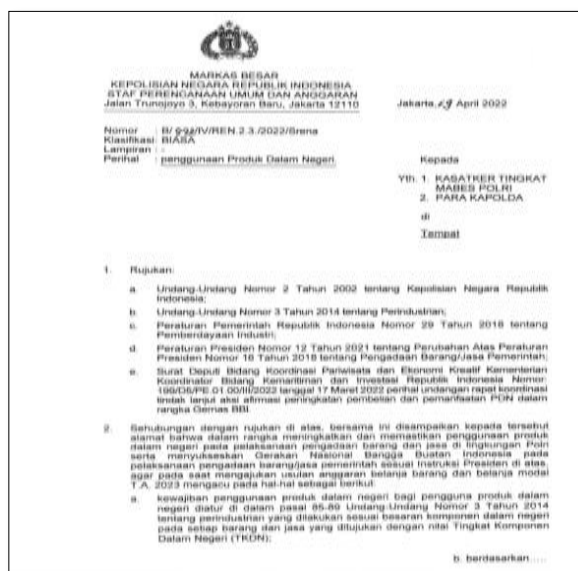 MARKAS BESAR
KEPOLISIAN NEGARA REPUBLIK INDONESIA
STAF PERENCANAAN UMUM DAN ANGGARAN
Jalan Trunojoyo 3, Kebayoran Baru, Jakarta 12110
Jakarta, 29 April 2022
Nomor : B/ /IV/REN.2.3./2022/Srena
Klasifikasi: BIASA
Lampiran : -
Perihal : penggunaan Produk Dalam Negeri.
Kepada
Yth. 1. KASATKER TINGKAT
MABES POLRI
2. PARA KAPOLDA
di
Tempat
1. Rujukan:
a. Undang-Undang Nomor 2 Tahun 2002 tentang Kepolisian Negara Republik
Indonesia;
b. Undang-Undang Nomor 3 Tahun 2014 tentang Perindustrian;
c. Peraturan Pemerintah Republik Indonesia Nomor 29 Tahun 2018 tentang
Pemberdayaan Industri;
d. Peraturan Presiden Nomor 12 Tahun 2021 tentang Perubahan Atas Peraturan
Presiden Nomor 16 Tahun 2018 tentang Pengadaan Barang/Jasa Pemerintah;
e. Surat Deputi Bidang Koordinasi Pariwisata dan Ekonomi Kreatif Kementerian
Koordinator Bidang Kemaritiman dan Investasi Republik Indonesia Nomor:
tanggal 17 Maret 2022 perihal undangan rapat koordinasi
tindak lanjut aksi afirmasi peningkatan pembelian dan pemanfaatan PDN dalam
rangka Gernas BBI.
2. Sehubungan dengan rujukan di atas, bersama ini disampaikan kepada tersebut
alamat bahwa dalam rangka meningkatkan dan memastikan penggunaan produk
dalam negeri pada pelaksanaan pengadaan barang dan jasa di lingkungan Polri
serta menyukseskan Gerakan Nasional Bangga Buatan Indonesia pada
pelaksanaan pengadaan barang/jasa pemerintah sesuai Instruksi Presiden di atas,
agar pada saat mengajukan usulan anggaran belanja barang dan belanja modal
T.A. 2023 mengacu pada hal-hal sebagai berikut:
a. kewajiban penggunaan produk dalam negeri bagi pengguna produk dalam
negeri diatur di dalam pasal 85-89 Undang-Undang Nomor 3 Tahun 2014
tentang perindustrian yang dilakukan sesuai besaran komponen dalam negeri
pada setiap barang dan jasa yang ditujukan dengan nilai Tingkat Komponen
Dalam Negeri (TKDN);
b. berdasarkan.....